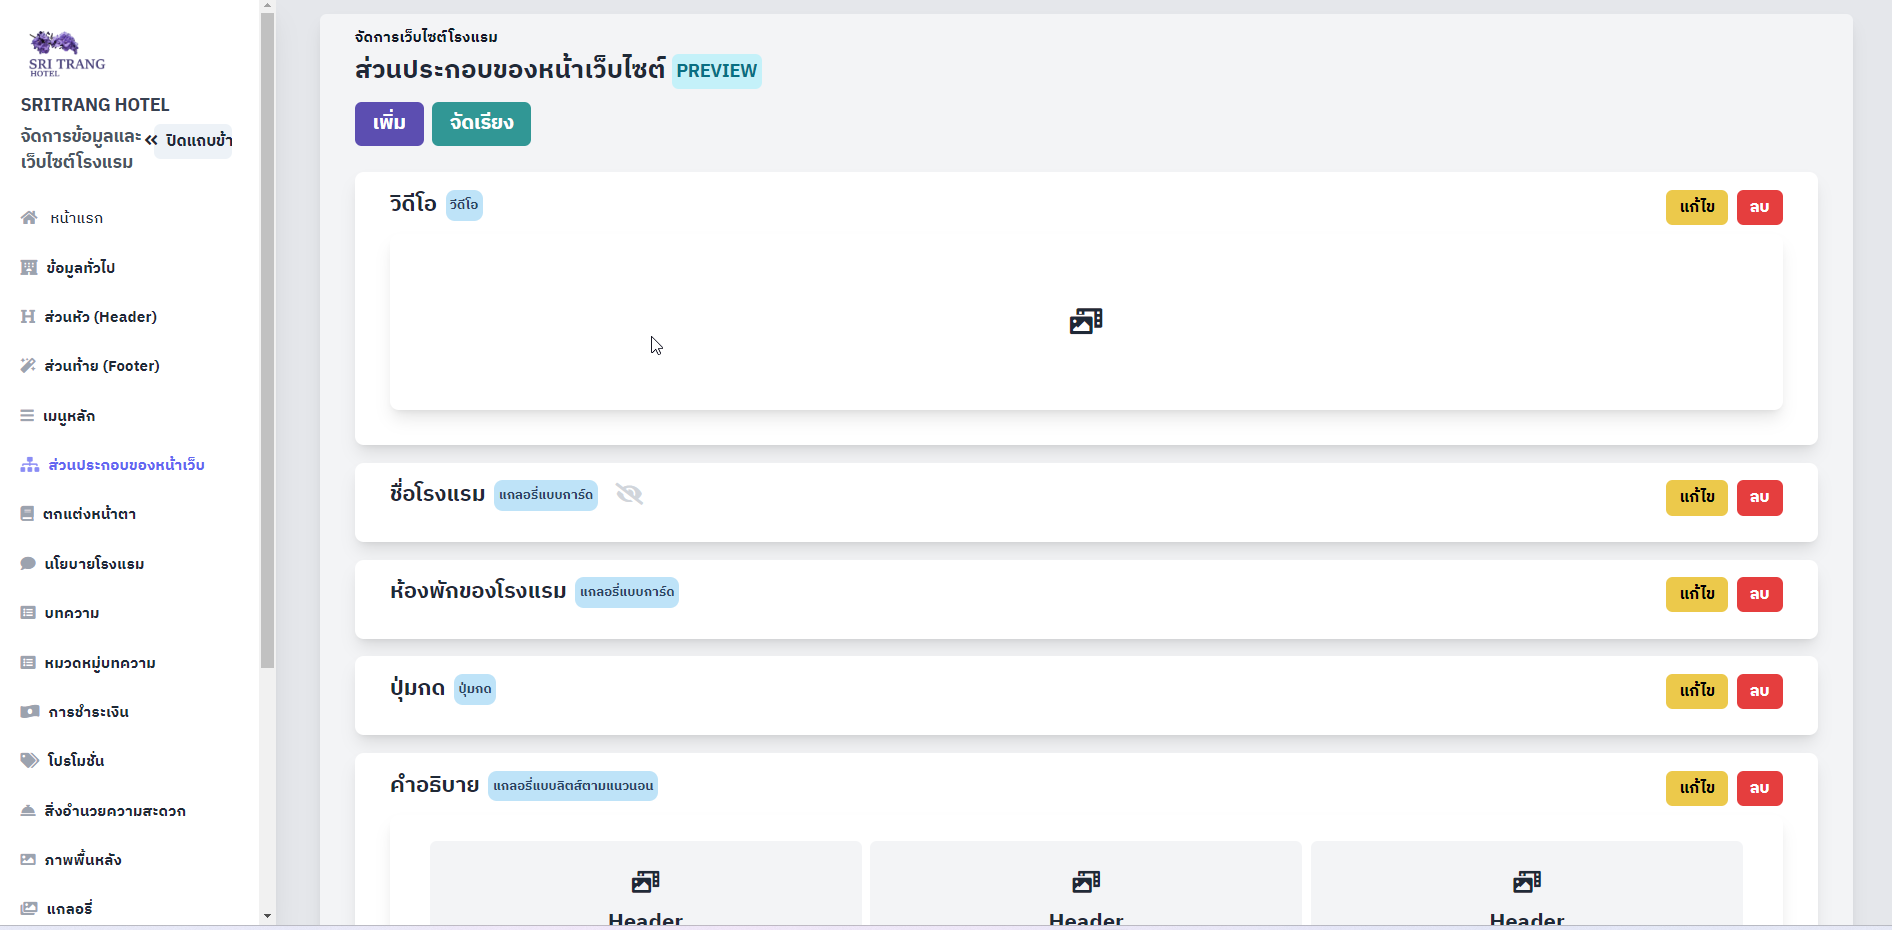 SRI TRANG
HOTEL
SRITRANG HOTEL
จัดการข้อมูลและ
เว็บไซต์โรงแรม
ปิดแถบข้า
หน้าแรก
ข้อมูลทั่วไป
ส่วนหัว (Header)
ส่วนท้าย (Footer)
เมนูหลัก
ส่วนประกอบของหน้าเว็บ
ตกแต่งหน้าตา
นโยบายโรงแรม
บทความ
หมวดหมู่บทความ
การชำระเงิน
โปรโมชั่น
สิ่งอำนวยความสะดวก
ภาพพื้นหลัง
แกลอรี่
จัดการเว็บไซต์โรงแรม
ส่วนประกอบของหน้าเว็บไซต์ PREVIEW
เพิ่ม จัดเรียง
วิดีโอ วีดีโอ แก้ไข ลบ
ชื่อโรงแรม แกลอรี่แบบการ์ด แก้ไข ลบ
ห้องพักของโรงแรม แกลอรี่แบบการ์ด แก้ไข ลบ
ปุ่มกด ปุ่มกด แก้ไข ลบ
คำอธิบาย แกลอรี่แบบลิตส์ตามแนวนอน แก้ไข ลบ
Header Header Header